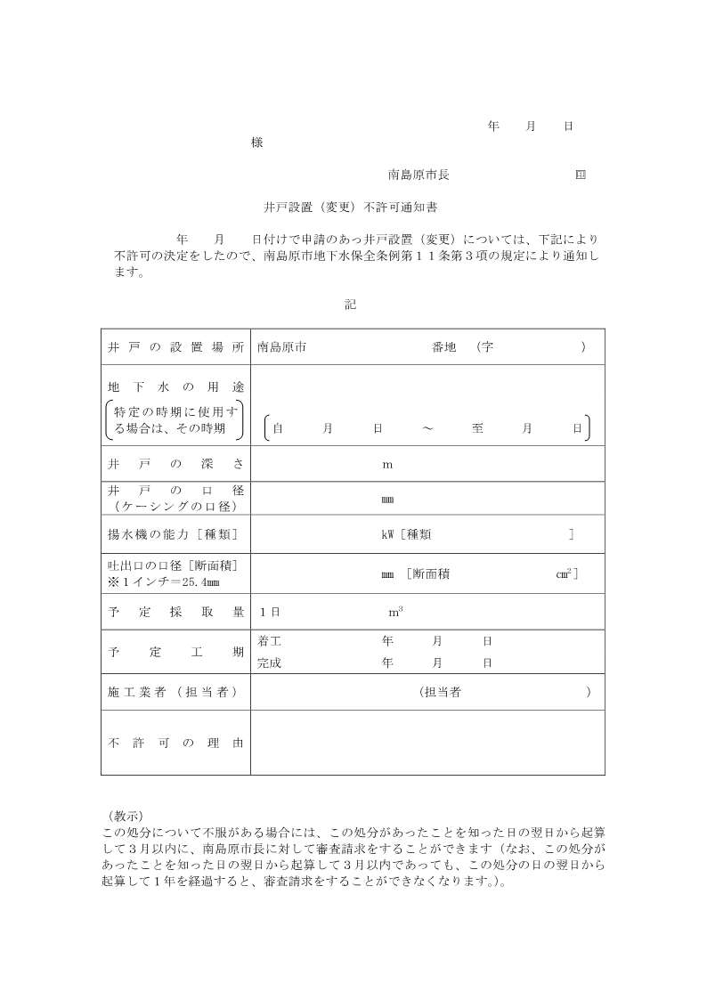 年　　月　　日
様
南島原市長　　　　　　　　　　印
井戸設置（変更）不許可通知書
年　　月　　日付けで申請のあっ井戸設置（変更）については、下記により
不許可の決定をしたので、南島原市地下水保全条例第１１条第３項の規定により通知し
ます。
記
井戸の設置場所　南島原市　　　　　　　　　　番地　（字　　　　　　　）
地下水の用途
特定の時期に使用す
る場合は、その時期　自　　　月　　　日　　　～　　　至　　　月　　　日
井戸の深さ　　　　　　　　　　ｍ
井戸の口径
（ケーシングの口径）　　　　　　　　　　㎜
揚水機の能力［種類］　　　　　　　　　　kW［種類　　　　　　　　　　　］
吐出口の口径［断面積］
※１インチ＝25.4㎜　　　　　　　　　　㎜　［断面積　　　　　　　　㎝²］
予定採取量　１日　　　　　　　　　ｍ³
予定工期　着工　　　　　　　　年　　　月　　　日
完成　　　　　　　　年　　　月　　　日
施工業者（担当者）　　　　　　　　　　（担当者　　　　　　　　　　）
不許可の理由
（教示）
この処分について不服がある場合には、この処分があったことを知った日の翌日から起算
して３月以内に、南島原市長に対して審査請求をすることができます（なお、この処分が
あったことを知った日の翌日から起算して３月以内であっても、この処分の日の翌日から
起算して１年を経過すると、審査請求をすることができなくなります。）。